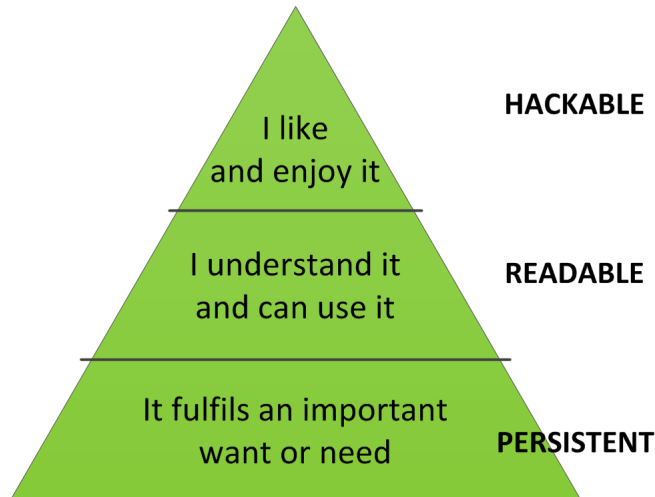 HACKABLE
I like
and enjoy it
READABLE
I understand it
and can use it
PERSISTENT
It fulfils an important
want or need